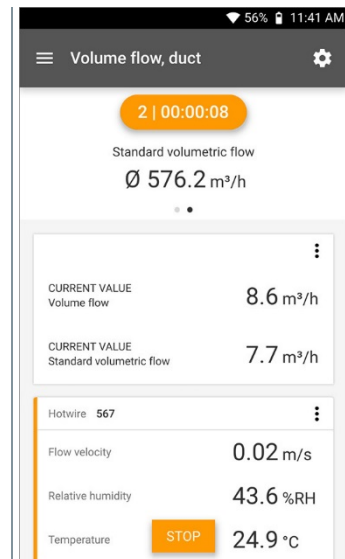 56% 11:41 AM
Volume flow, duct
2 | 00:00:08
Standard volumetric flow
Ø 576.2 m³/h
CURRENT VALUE
Volume flow 8.6 m³/h
CURRENT VALUE
Standard volumetric flow 7.7 m³/h
Hotwire 567
Flow velocity 0.02 m/s
Relative humidity 43.6 %RH
Temperature STOP 24.9 °C